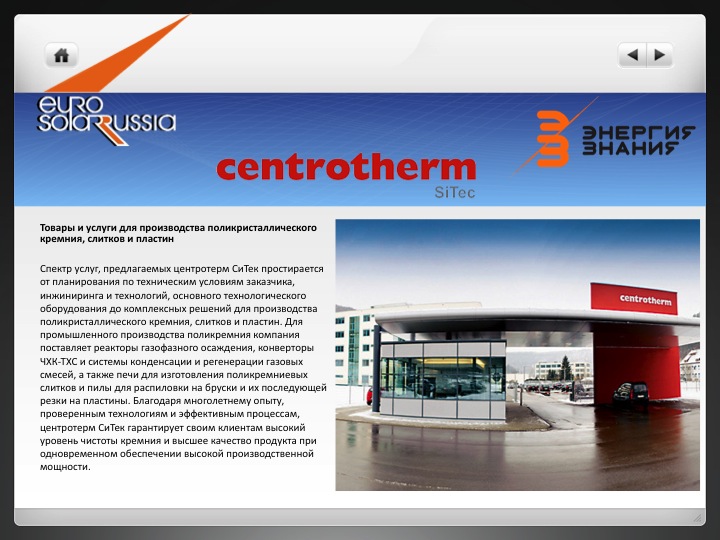 euro
solarrussia
ЭНЕРГИЯ
ЗНАНИЯ
centrotherm
SiTec
Товары и услуги для производства поликристаллического
кремния, слитков и пластин
Спектр услуг, предлагаемых центротерм СиТек простирается
от планирования по техническим условиям заказчика,
инжиниринга и технологий, основного технологического
оборудования до комплексных решений для производства
поликристаллического кремния, слитков и пластин. Для
промышленного производства поликремния компания
поставляет реакторы газофазного осаждения, конверторы
ЧХК-ТХС и системы конденсации и регенерации газовых
смесей, а также печи для изготовления поликремниевых
слитков и пилы для распиловки на бруски и их последующей
резки на пластины. Благодаря многолетнему опыту,
проверенным технологиям и эффективным процессам,
центротерм СиТек гарантирует своим клиентам высокий
уровень чистоты кремния и высшее качество продукта при
одновременном обеспечении высокой производственной
мощности.
centrotherm